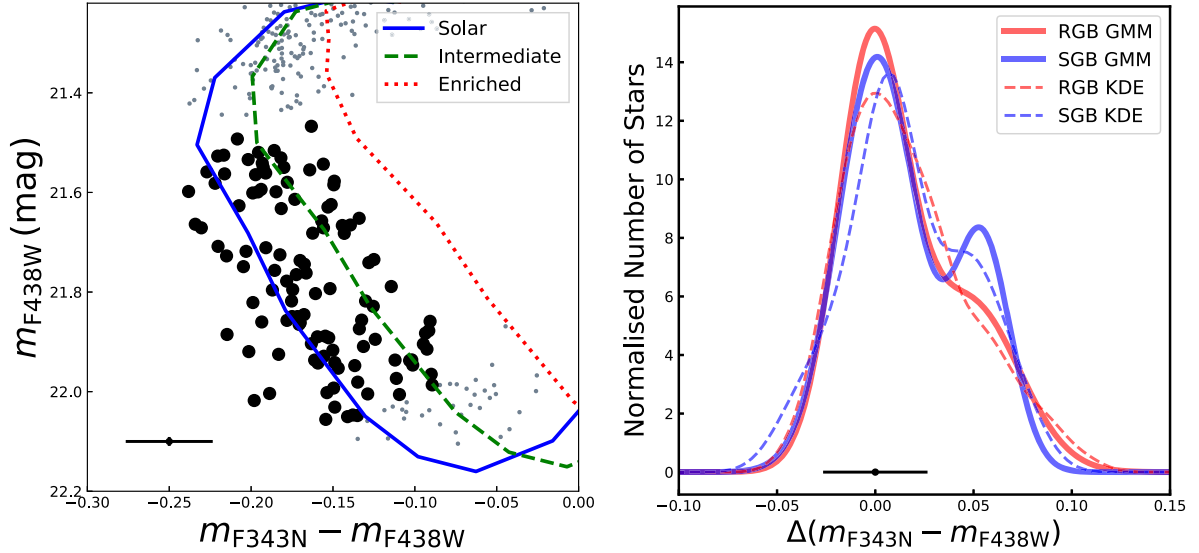 Solar
Intermediate
Enriched
21.4
21.6
21.8
22.0
22.2
m_F438W (mag)
−0.30 −0.25 −0.20 −0.15 −0.10 −0.05 0.00
m_F343N − m_F438W
RGB GMM
SGB GMM
RGB KDE
SGB KDE
14
12
10
8
6
4
2
0
Normalised Number of Stars
−0.10 −0.05 0.00 0.05 0.10 0.15
Δ(m_F343N − m_F438W)